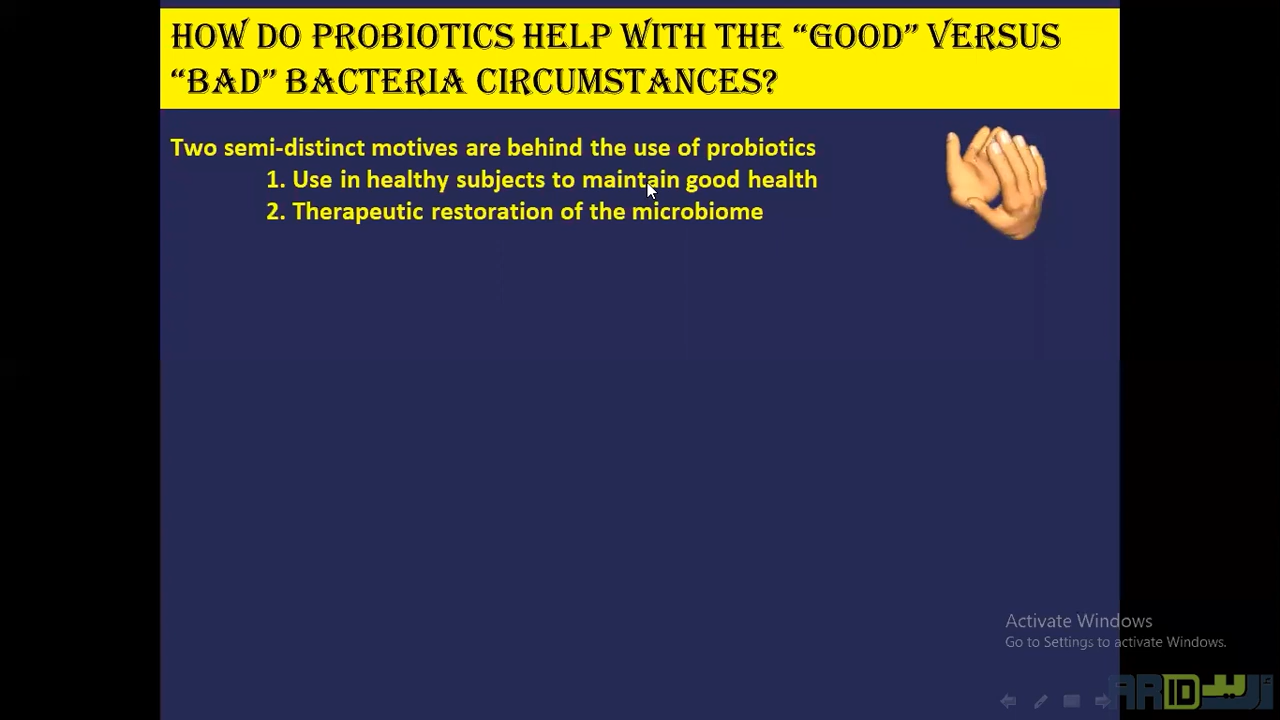 HOW DO PROBIOTICS HELP WITH THE “GOOD” VERSUS
“BAD” BACTERIA CIRCUMSTANCES?
Two semi-distinct motives are behind the use of probiotics
1. Use in healthy subjects to maintain good health
2. Therapeutic restoration of the microbiome
Activate Windows
Go to Settings to activate Windows.
ARID أريد